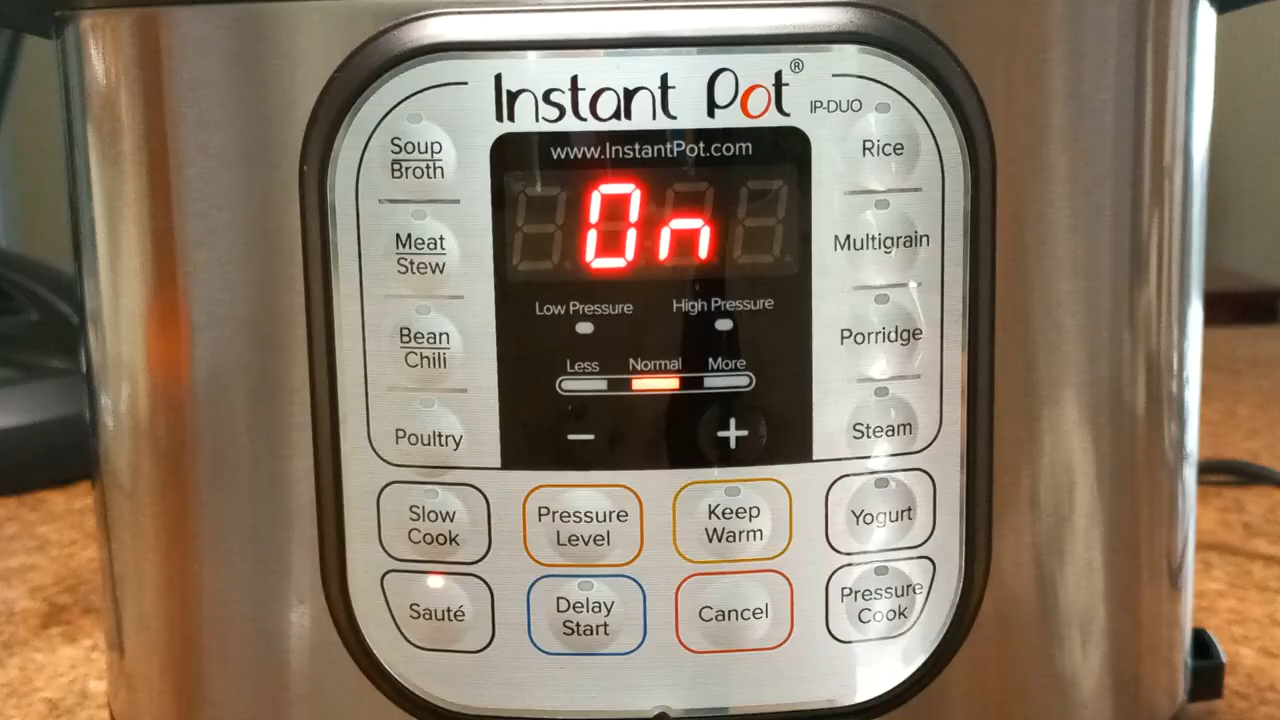 Instant Pot®
IP-DUO
www.InstantPot.com
On
Low Pressure
High Pressure
Less
Normal
More
−
+
Soup
Broth
Meat
Stew
Bean
Chili
Poultry
Rice
Multigrain
Porridge
Steam
Slow
Cook
Pressure
Level
Keep
Warm
Yogurt
Sauté
Delay
Start
Cancel
Pressure
Cook